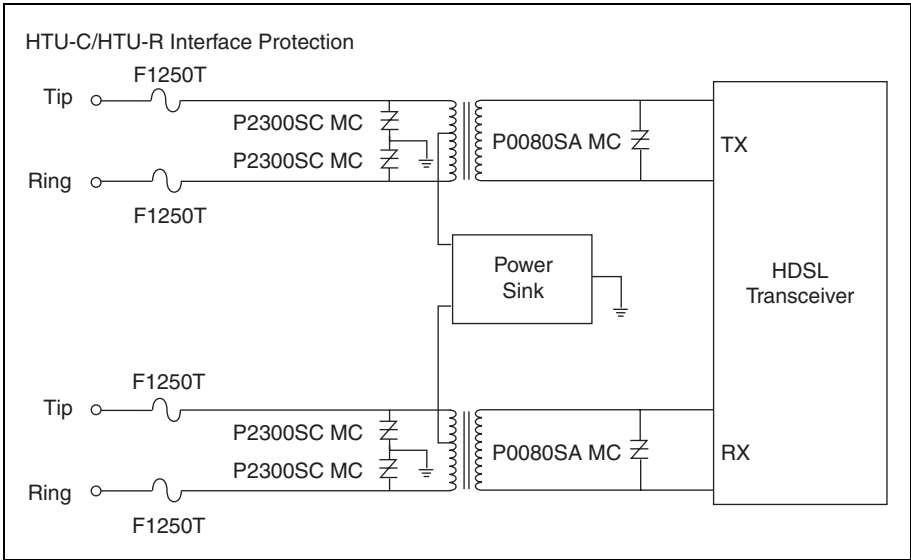 HTU-C/HTU-R Interface Protection
F1250T
Tip
P2300SC MC
P2300SC MC
P0080SA MC
TX
Ring
F1250T
Power
Sink
HDSL
Transceiver
F1250T
Tip
P2300SC MC
P2300SC MC
P0080SA MC
RX
Ring
F1250T